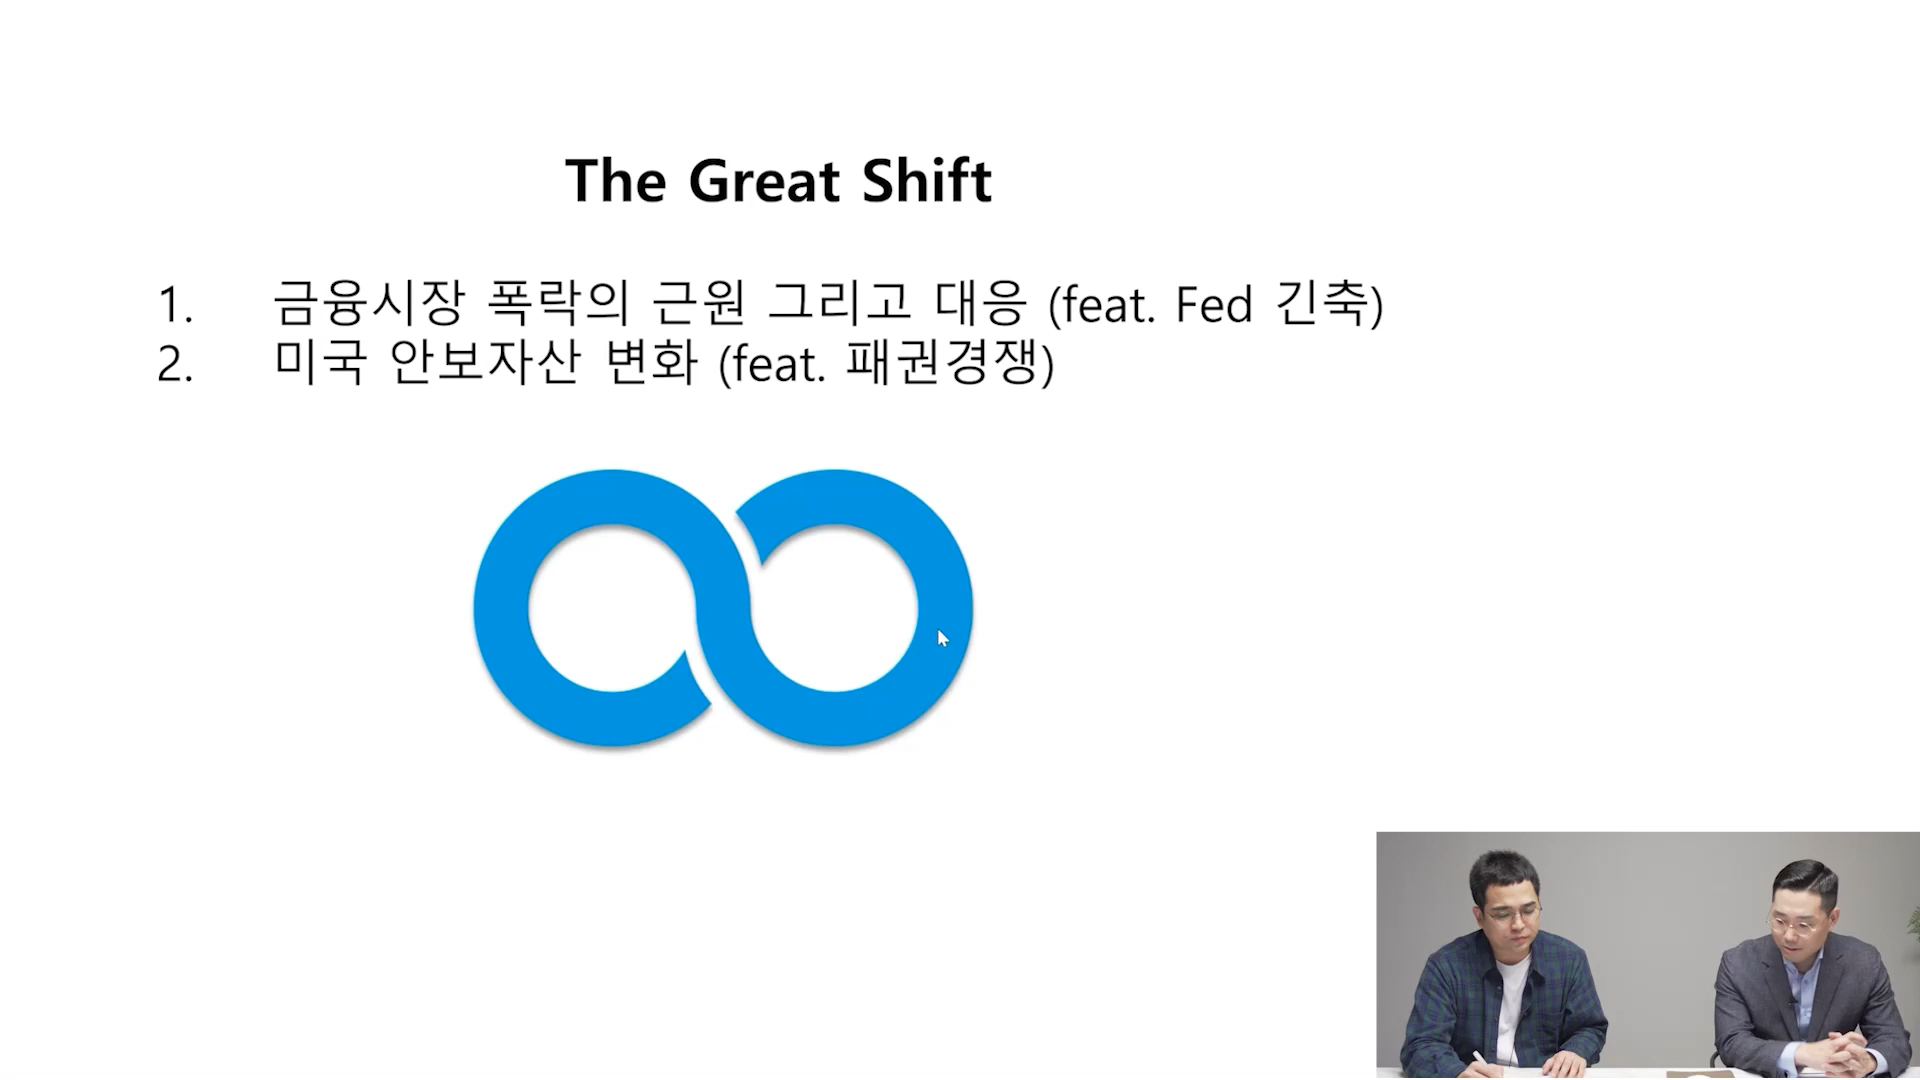 The Great Shift
1. 금융시장 폭락의 근원 그리고 대응 (feat. Fed 긴축)
2. 미국 안보자산 변화 (feat. 패권경쟁)